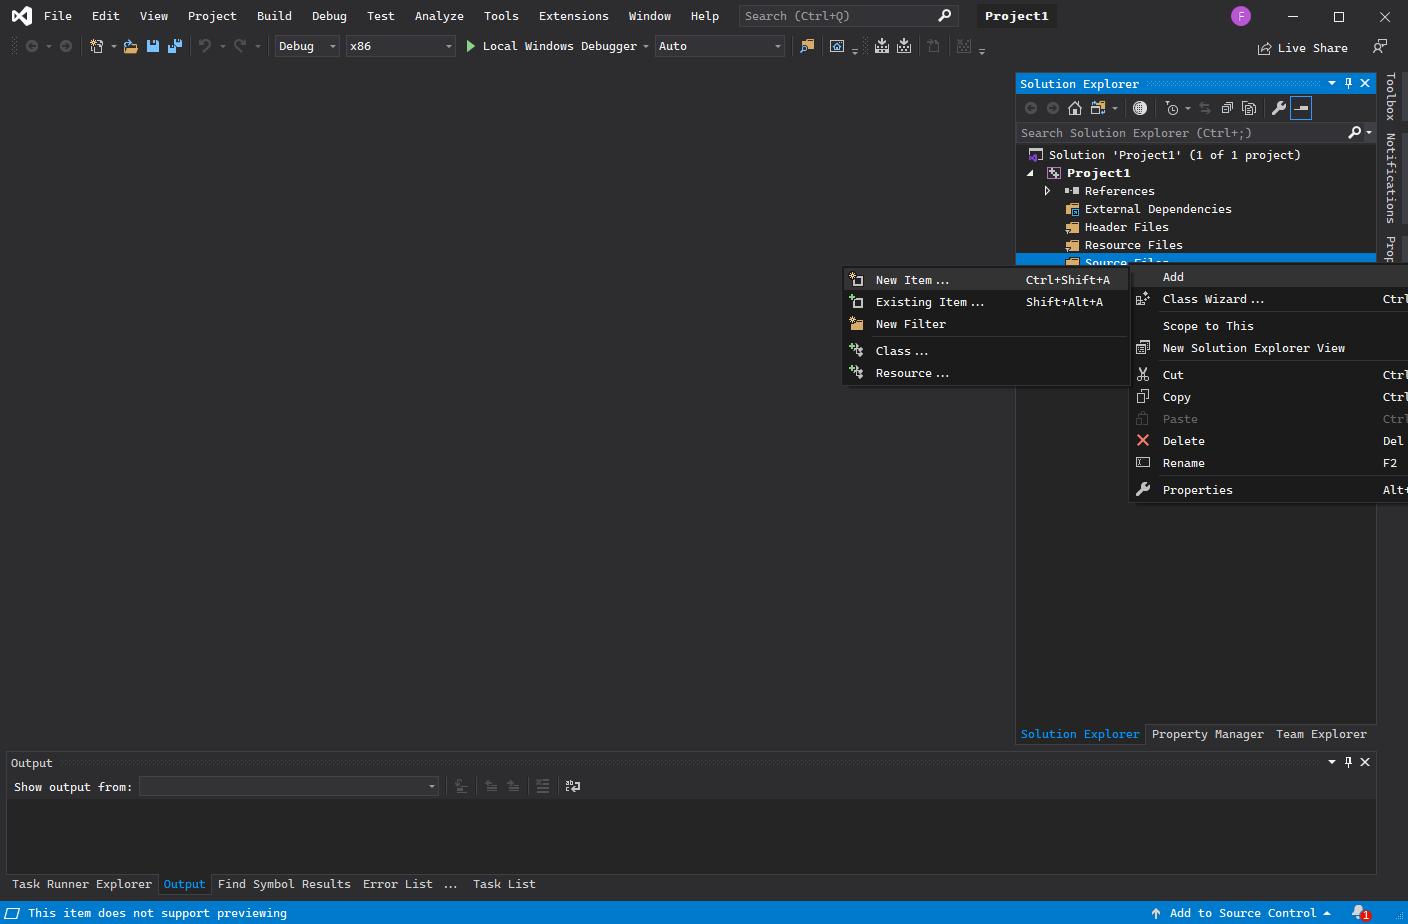 File Edit View Project Build Debug Test Analyze Tools Extensions Window Help Search (Ctrl+Q) Project1 F
Debug x86 Local Windows Debugger Auto Live Share
Solution Explorer
Search Solution Explorer (Ctrl+;)
Solution 'Project1' (1 of 1 project)
Project1
References
External Dependencies
Header Files
Resource Files
Source Files
New Item... Ctrl+Shift+A
Existing Item... Shift+Alt+A
New Filter
Class...
Resource...
Add
Class Wizard... Ctrl
Scope to This
New Solution Explorer View
Cut Ctrl
Copy Ctrl
Paste Ctrl
Delete Del
Rename F2
Properties Alt+
Toolbox
Notifications
Prop
Solution Explorer Property Manager Team Explorer
Output
Show output from:
Task Runner Explorer Output Find Symbol Results Error List ... Task List
This item does not support previewing Add to Source Control 1